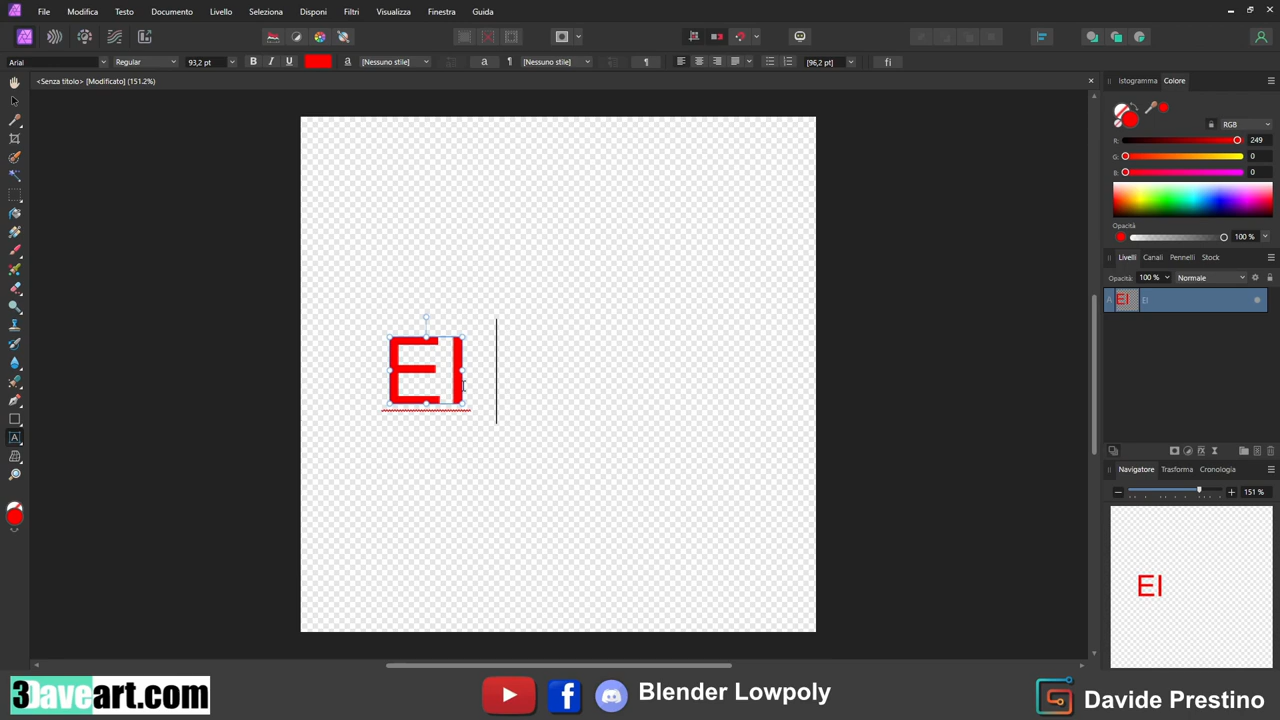 File Modifica Testo Documento Livello Seleziona Disponi Filtri Visualizza Finestra Guida
Arial Regular 93,2 pt B I U a [Nessuno stile] a ¶ [Nessuno stile] ¶ [96,2 pt] fi
<Senza titolo> [Modificato] (151.2%)
Istogramma Colore
RGB
R: 249
G: 0
B: 0
Opacità
100 %
Livelli Canali Pennelli Stock
Opacità: 100 % Normale
A EI EI
EI
Navigatore Trasforma Cronologia
151 %
EI
3Daveart.com
Blender Lowpoly
Davide Prestino